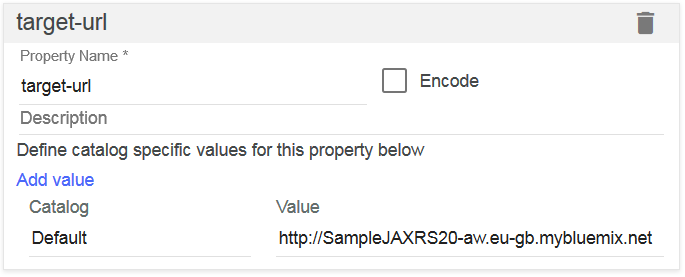 target-url
Property Name *
target-url
Encode
Description
Define catalog specific values for this property below
Add value
Catalog Value
Default http://SampleJAXRS20-aw.eu-gb.mybluemix.net